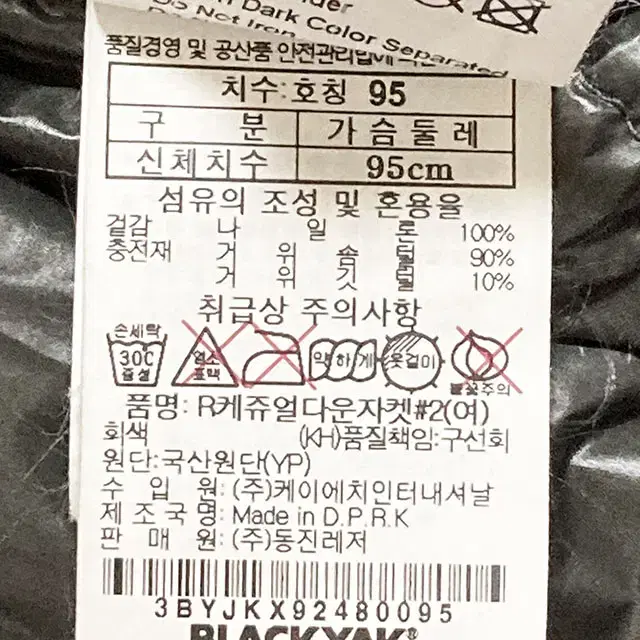 Dark Color Separated
Do Not Iron
품질경영 및 공산품 안전관리법에
치수:호칭 95
구 분 가슴둘레
신체치수 95cm
섬유의 조성 및 혼용율
겉감 나 일 론 100%
충전재 거 위 솜 털 90%
거 위 깃 털 10%
취급상 주의사항
손세탁
30C
중성
염소
표백
약하게
옷걸이
불꽃주의
품명: R케쥬얼다운자켓#2(여)
회색 (KH)품질책임:구선회
원단:국산원단(YP)
수 입 원:(주)케이에치인터내셔날
제 조 국 명: Made in D.P.R.K
판 매 원:(주)동진레저
3BYJKX92480095
BLACKYAK®